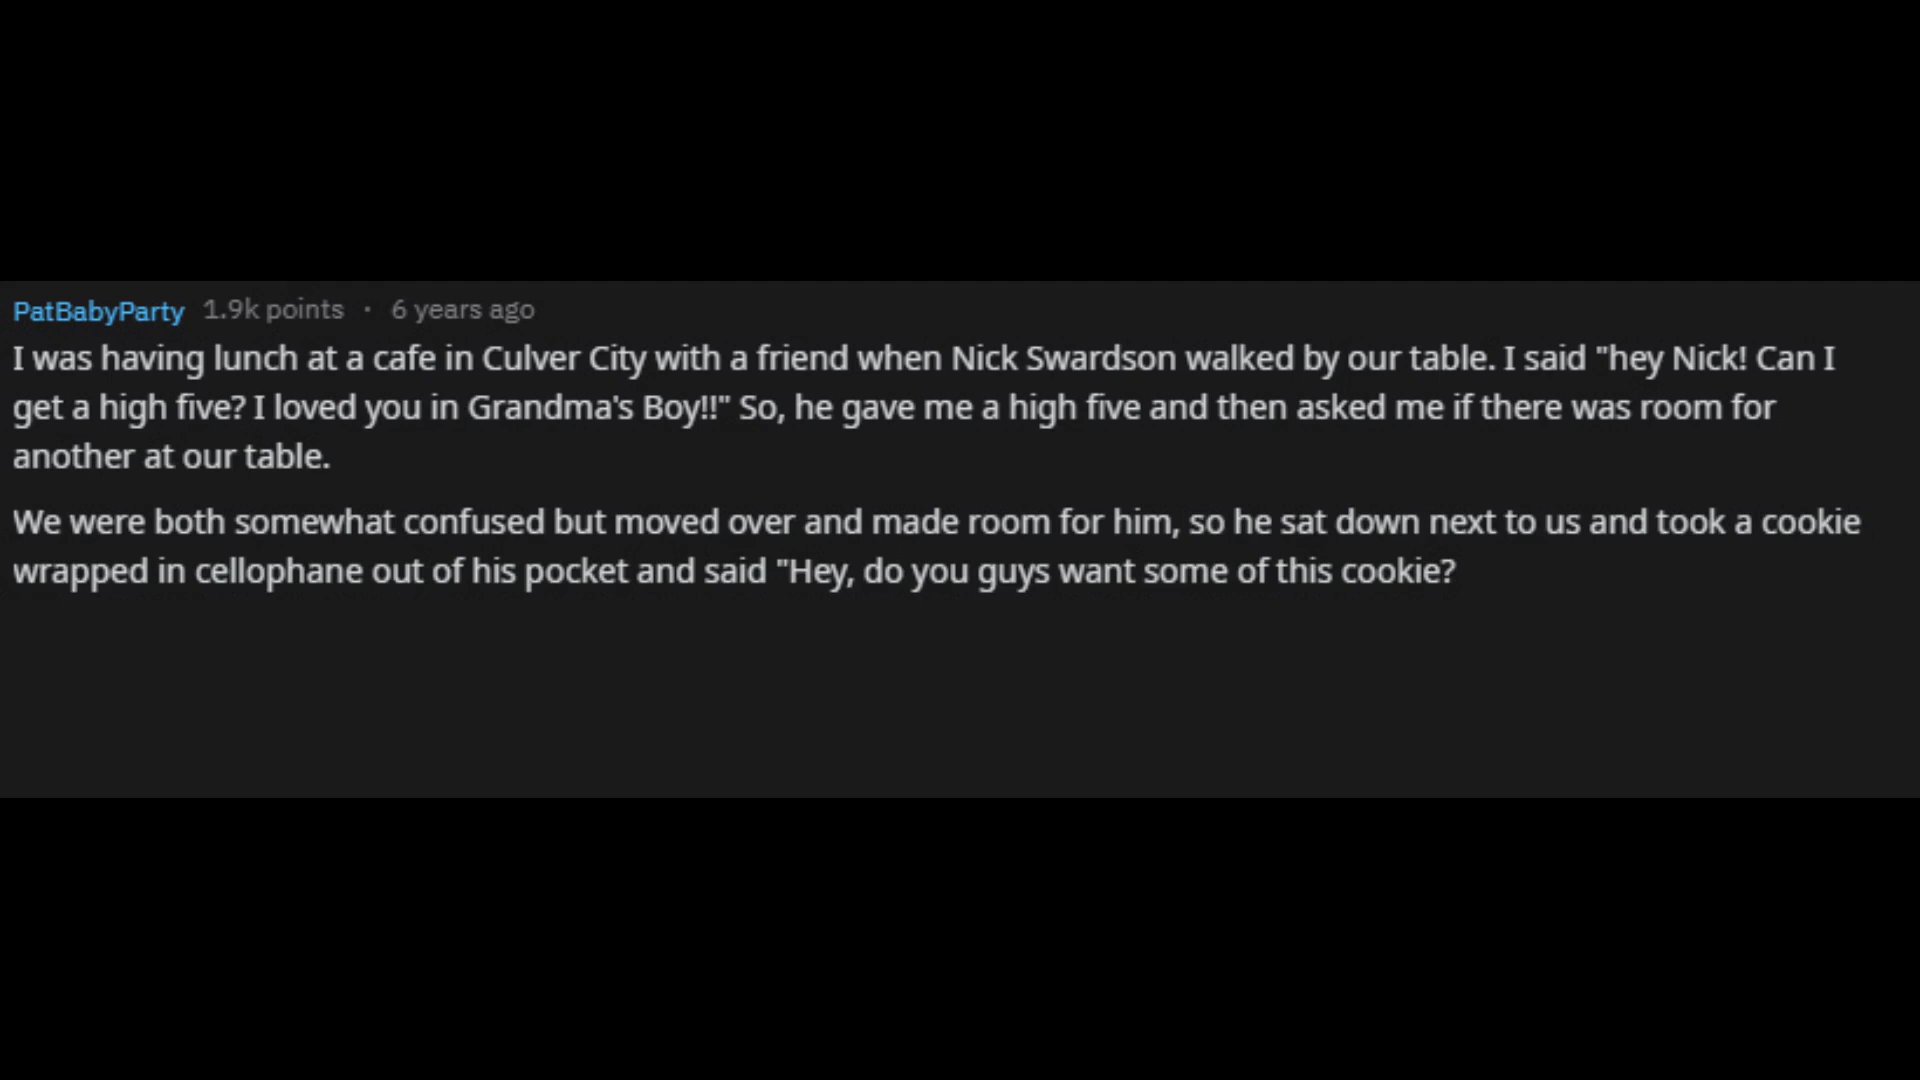 PatBabyParty 1.9k points · 6 years ago
I was having lunch at a cafe in Culver City with a friend when Nick Swardson walked by our table. I said "hey Nick! Can I
get a high five? I loved you in Grandma's Boy!!" So, he gave me a high five and then asked me if there was room for
another at our table.
We were both somewhat confused but moved over and made room for him, so he sat down next to us and took a cookie
wrapped in cellophane out of his pocket and said "Hey, do you guys want some of this cookie?